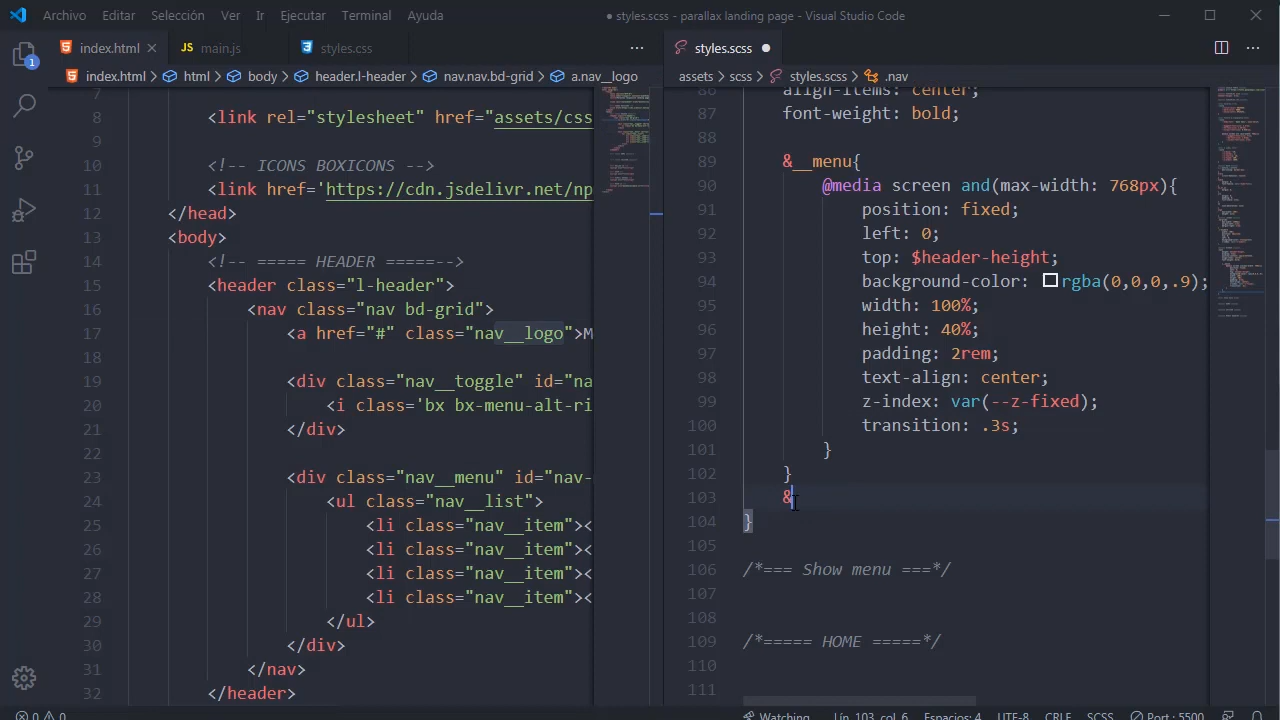 Archivo Editar Selección Ver Ir Ejecutar Terminal Ayuda ● styles.scss - parallax landing page - Visual Studio Code
index.html main.js styles.css ···
index.html > html > body > header.l-header > nav.nav.bd-grid > a.nav__logo
1
7
8 <link rel="stylesheet" href="assets/css
9
10 <!-- ICONS BOXICONS -->
11 <link href='https://cdn.jsdelivr.net/np
12 </head>
13 <body>
14 <!-- ===== HEADER =====-->
15 <header class="l-header">
16 <nav class="nav bd-grid">
17 <a href="#" class="nav__logo">M
18
19 <div class="nav__toggle" id="na
20 <i class='bx bx-menu-alt-ri
21 </div>
22
23 <div class="nav__menu" id="nav-
24 <ul class="nav__list">
25 <li class="nav__item"><
26 <li class="nav__item"><
27 <li class="nav__item"><
28 <li class="nav__item"><
29 </ul>
30 </div>
31 </nav>
32 </header>
styles.scss ● ···
assets > scss > styles.scss > .nav
86 align-items: center;
87 font-weight: bold;
88
89 &__menu{
90 @media screen and(max-width: 768px){
91 position: fixed;
92 left: 0;
93 top: $header-height;
94 background-color: rgba(0,0,0,.9);
95 width: 100%;
96 height: 40%;
97 padding: 2rem;
98 text-align: center;
99 z-index: var(--z-fixed);
100 transition: .3s;
101 }
102 }
103 &
104 }
105
106 /*=== Show menu ===*/
107
108
109 /*===== HOME =====*/
110
111
0 0 Watching Lín. 103, col. 6 Espacios: 4 UTF-8 CRLF SCSS Port : 5500